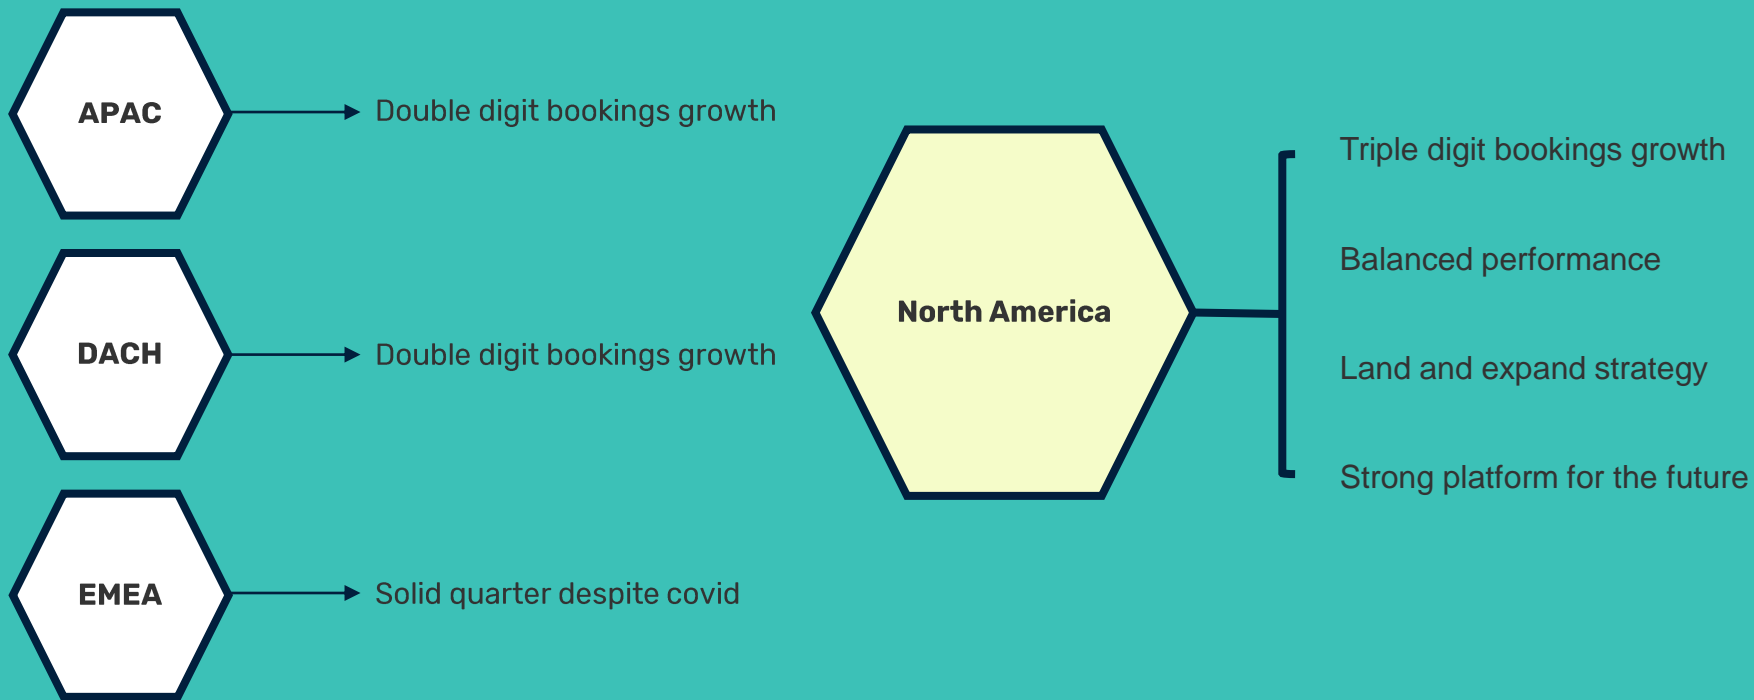 APAC
Double digit bookings growth
DACH
Double digit bookings growth
EMEA
Solid quarter despite covid
North America
Triple digit bookings growth
Balanced performance
Land and expand strategy
Strong platform for the future